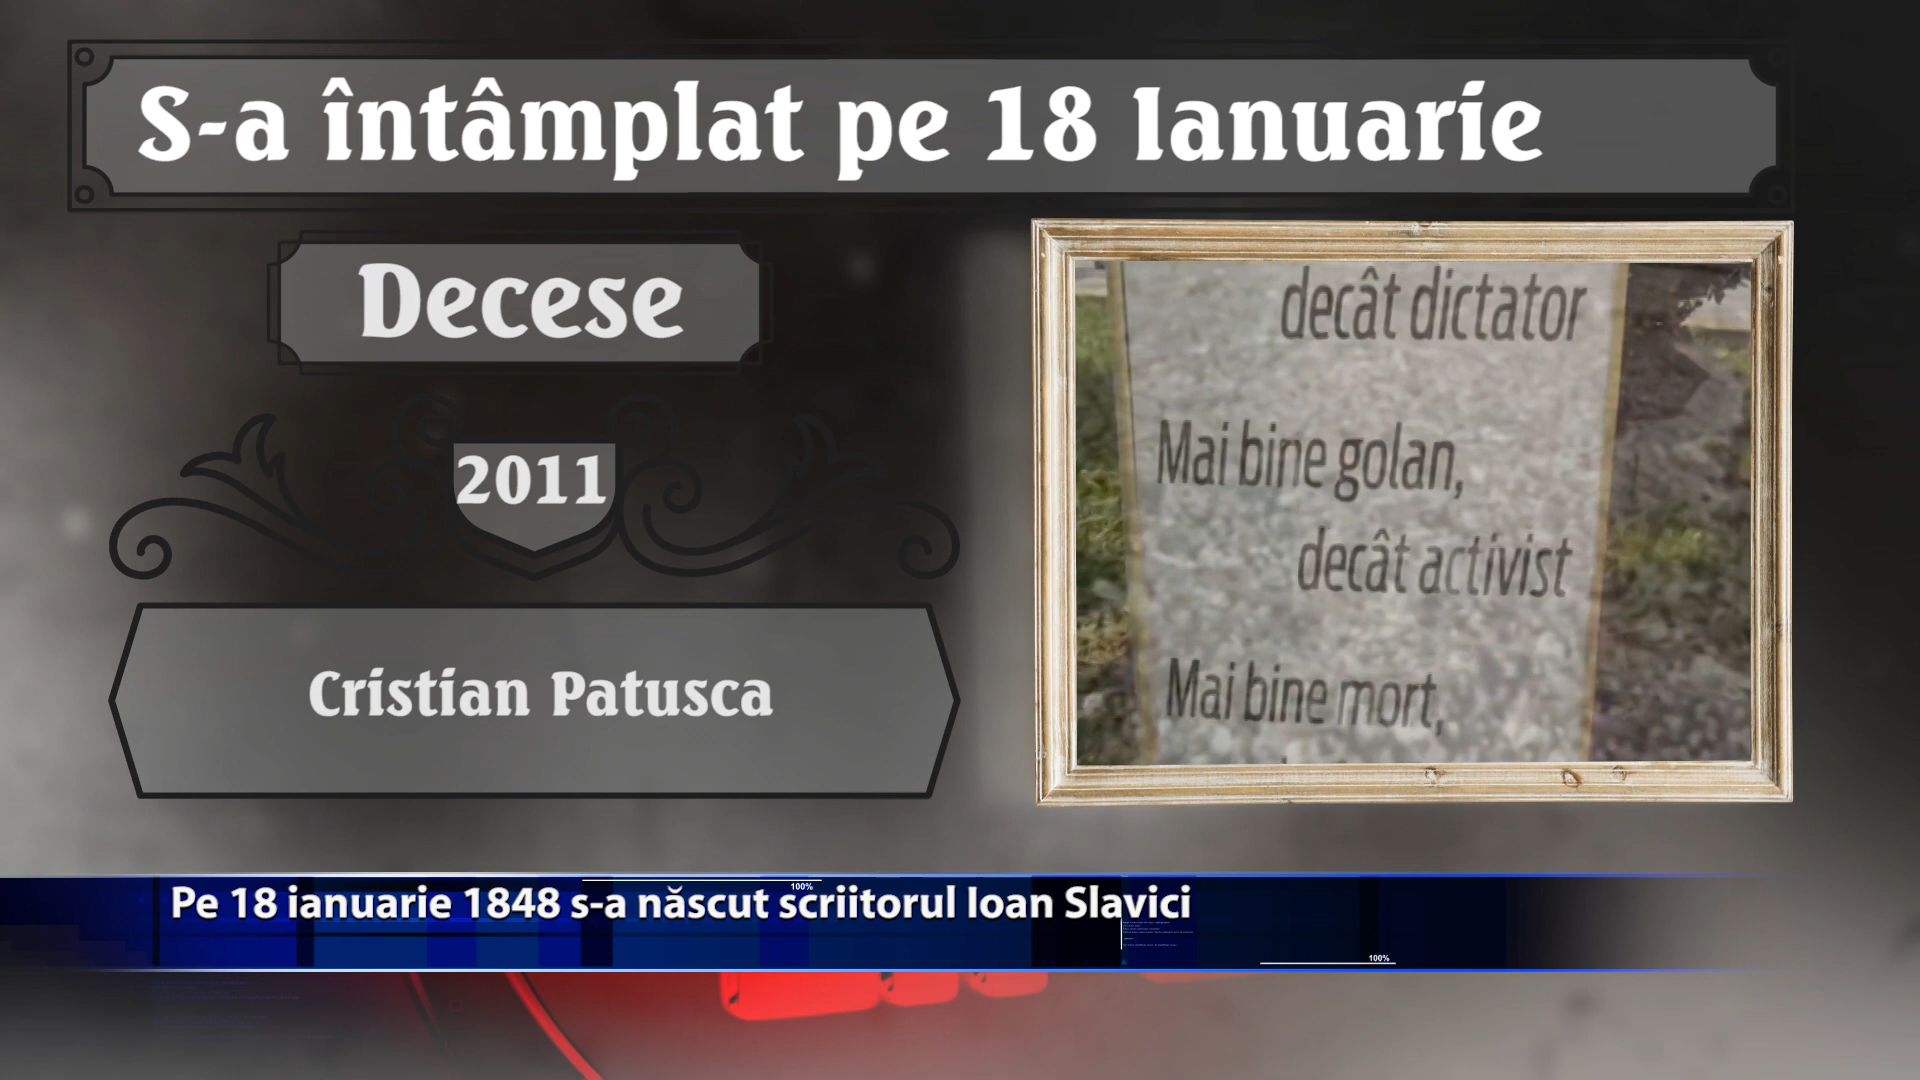 S-a întâmplat pe 18 Ianuarie
Decese
2011
Cristian Patusca
decât dictator
Mai bine golan,
decât activist
Mai bine mort,
Pe 18 ianuarie 1848 s-a născut scriitorul Ioan Slavici
100%
100%